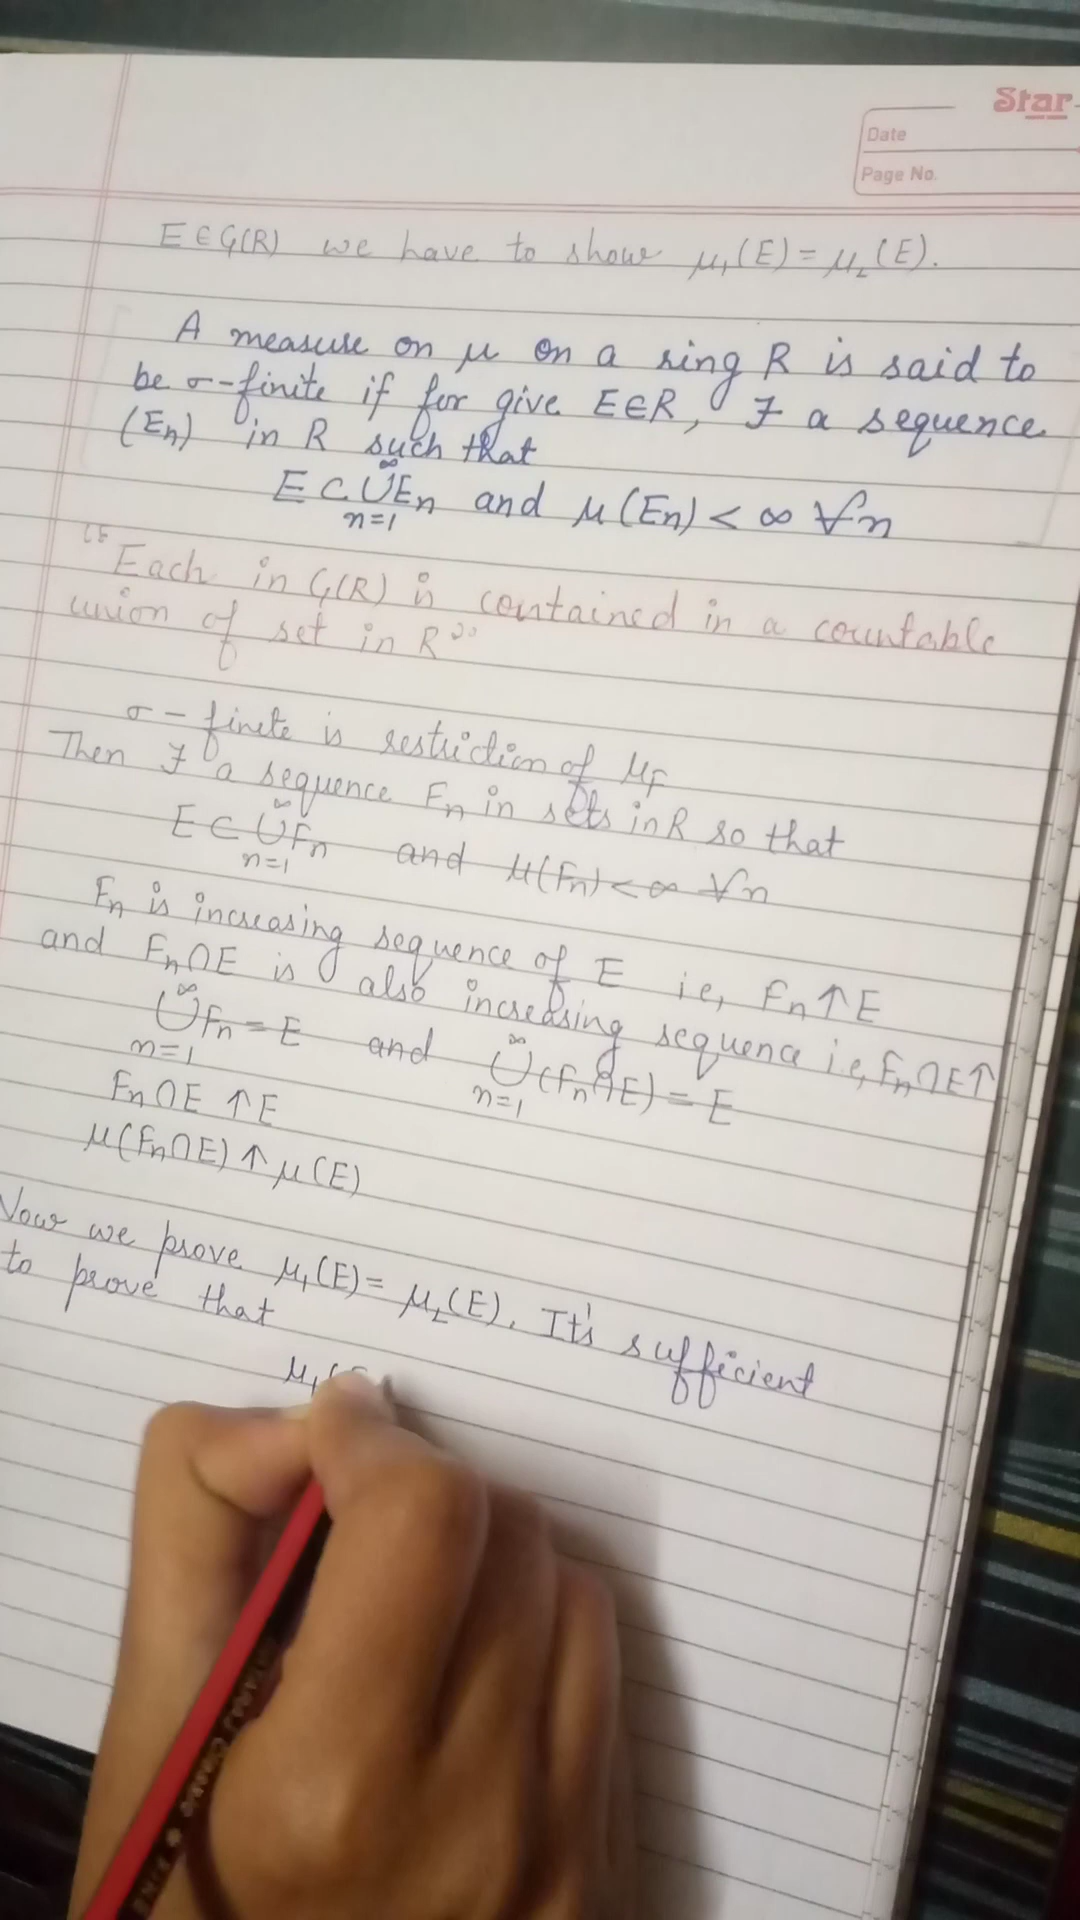 Star
Date
Page No.
E ∈ G(R) we have to show μ₁(E) = μ₂(E).
A measure on μ on a ring R is said to
be σ-finite if for give E∈R, ∃ a sequence
(En) in R such that
E ⊂ ∞∪n=1 En and μ(En) < ∞ ∀n
"Each in G(R) is contained in a countable
union of set in R"
σ-finite is restriction of μF
Then ∃ a sequence Fn in sets in R so that
E ⊂ ∞∪n=1 Fn and μ(Fn) < ∞ ∀n
Fn is increasing sequence of E i.e, Fn↑E
and Fn∩E is also increasing sequence i.e, Fn∩E↑
∞∪n=1 Fn = E and ∞∪n=1 (Fn∩E) = E
Fn∩E ↑E
μ(Fn∩E) ↑ μ(E)
Now we prove μ₁(E) = μ₂(E). It's sufficient
to prove that
μ₁(